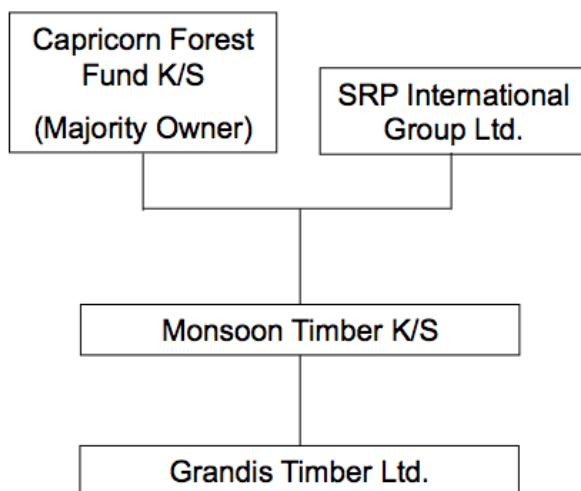 Capricorn Forest
Fund K/S
(Majority Owner)
SRP International
Group Ltd.
Monsoon Timber K/S
Grandis Timber Ltd.